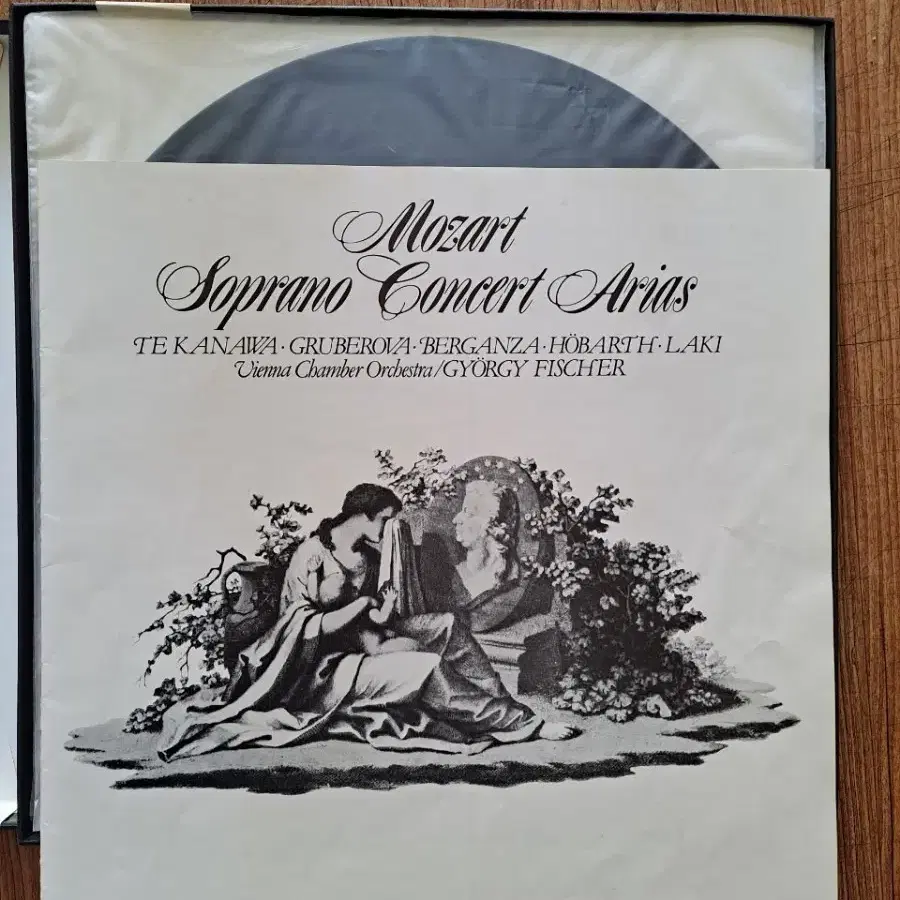 Mozart
Soprano Concert Arias
TE KANAWA · GRUBEROVA · BERGANZA · HÖBARTH · LAKI
Vienna Chamber Orchestra/GYÖRGY FISCHER